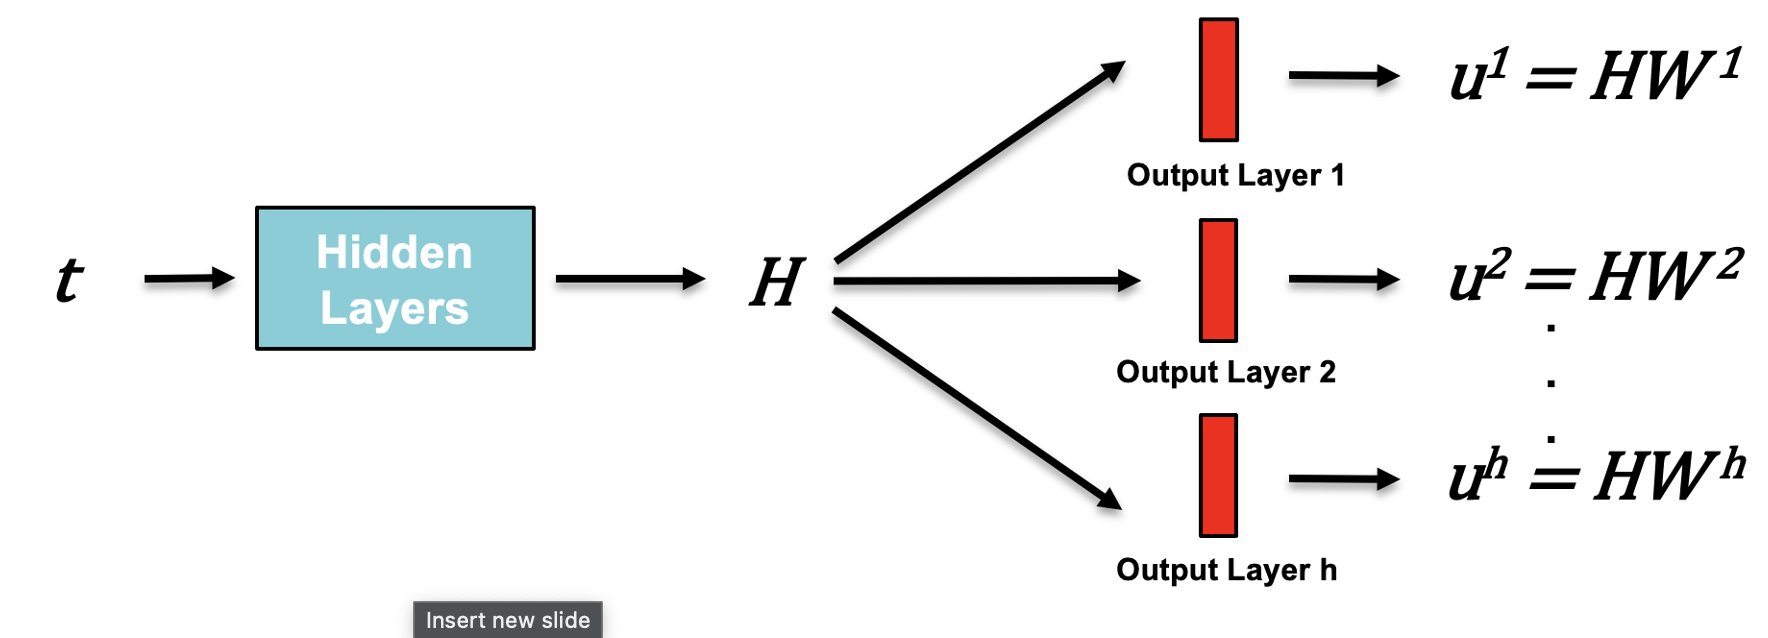 t
Hidden
Layers
H
u¹ = HW¹
Output Layer 1
u² = HW²
.
.
.
Output Layer 2
uʰ = HWʰ
Output Layer h
Insert new slide